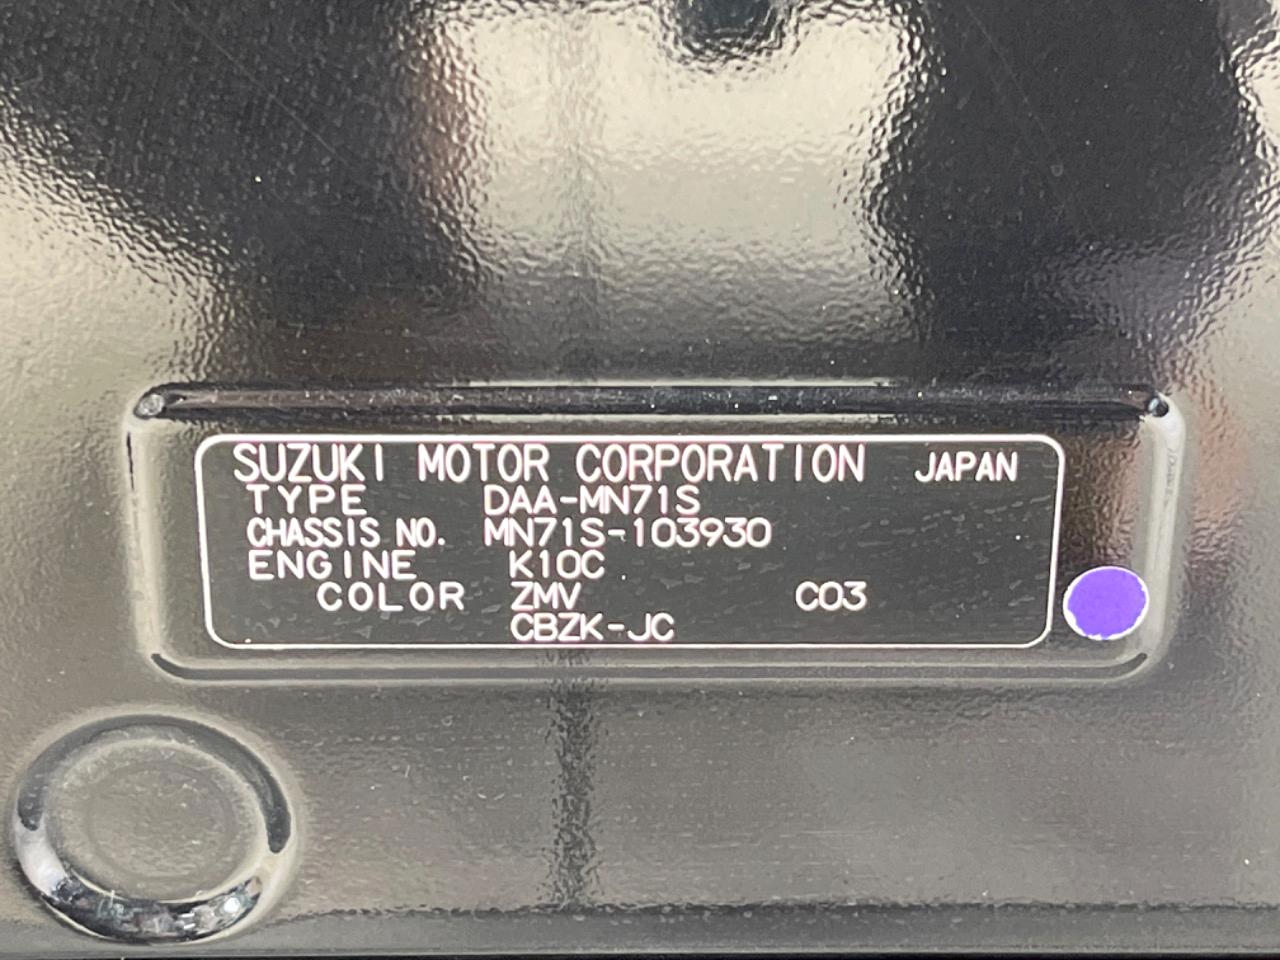 SUZUKI MOTOR CORPORATION JAPAN
TYPE DAA-MN71S
CHASSIS NO. MN71S-103930
ENGINE K10C
COLOR ZMV C03
CBZK-JC